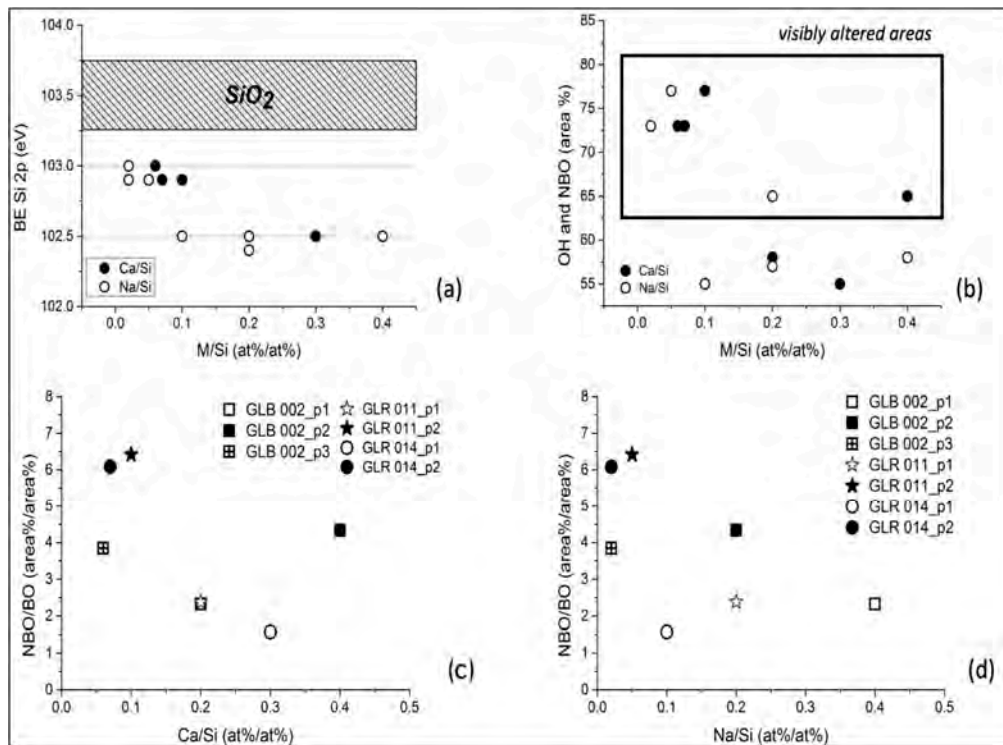 104.0
103.5
103.0
102.5
102.0
BE Si 2p (eV)
SiO2
Ca/Si
Na/Si
(a)
0.0 0.1 0.2 0.3 0.4
M/Si (at%/at%)
visibly altered areas
80
75
70
65
60
55
OH and NBO (area %)
Ca/Si
Na/Si
(b)
0.0 0.1 0.2 0.3 0.4
M/Si (at%/at%)
8
7
6
5
4
3
2
1
0
NBO/BO (area%/area%)
GLB 002_p1
GLB 002_p2
GLB 002_p3
GLR 011_p1
GLR 011_p2
GLR 014_p1
GLR 014_p2
(c)
0.0 0.1 0.2 0.3 0.4 0.5
Ca/Si (at%/at%)
8
7
6
5
4
3
2
1
0
NBO/BO (area%/area%)
GLB 002_p1
GLB 002_p2
GLB 002_p3
GLR 011_p1
GLR 011_p2
GLR 014_p1
GLR 014_p2
(d)
0.0 0.1 0.2 0.3 0.4 0.5
Na/Si (at%/at%)